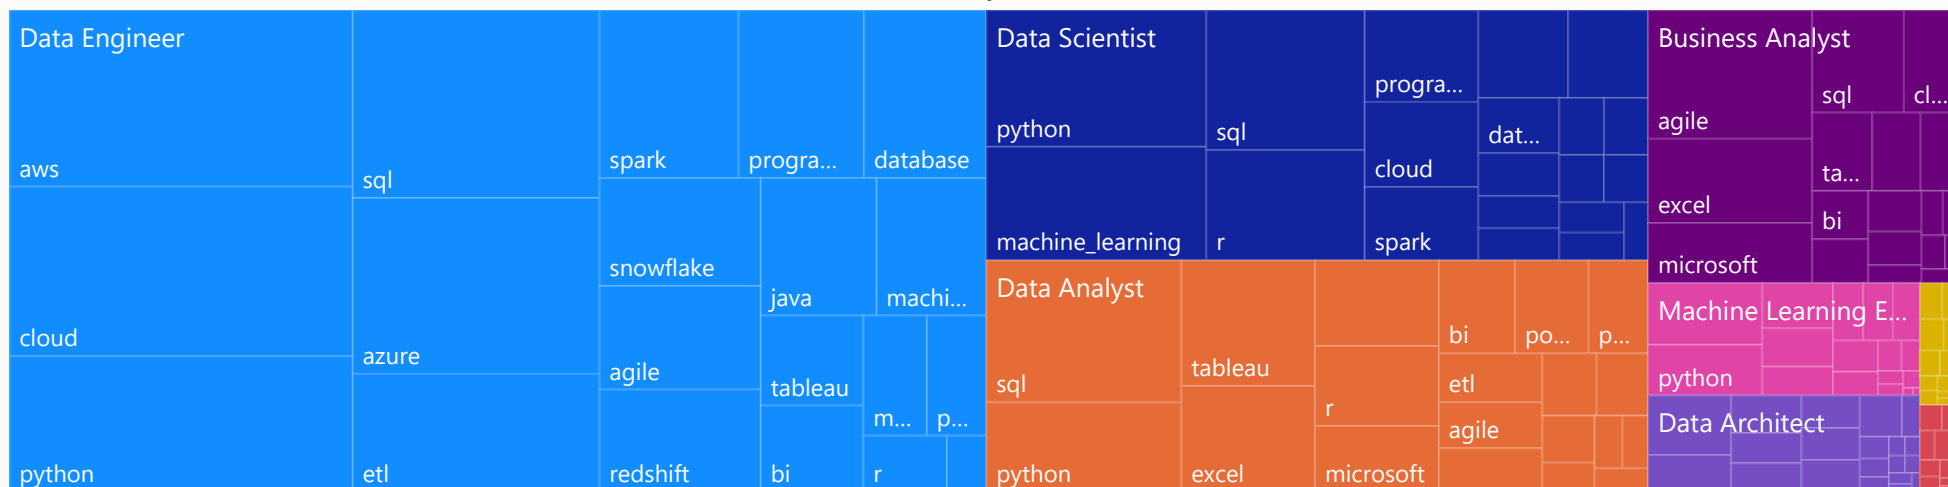 Data Engineer
aws
cloud
python
sql
azure
etl
spark
progra...
database
snowflake
agile
redshift
java
machi...
tableau
bi
m...
p...
r
Data Scientist
python
machine_learning
sql
r
progra...
cloud
spark
dat...
Data Analyst
sql
python
tableau
excel
r
microsoft
bi
po...
p...
etl
agile
Business Analyst
agile
excel
microsoft
sql
cl...
ta...
bi
Machine Learning E...
python
Data Architect